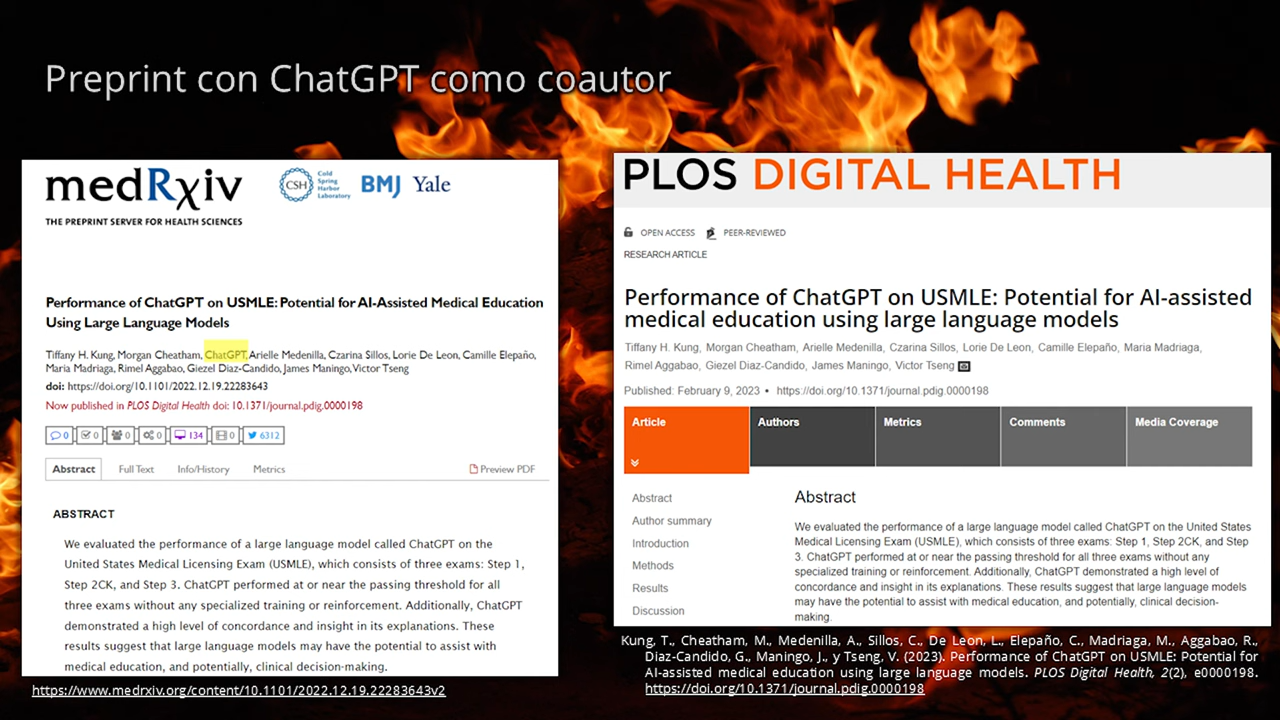 Preprint con ChatGPT como coautor
medRxiv
THE PREPRINT SERVER FOR HEALTH SCIENCES
CSH
Cold
Spring
Harbor
Laboratory
BMJ
Yale
Performance of ChatGPT on USMLE: Potential for AI-Assisted Medical Education
Using Large Language Models
Tiffany H. Kung, Morgan Cheatham, ChatGPT, Arielle Medenilla, Czarina Sillos, Lorie De Leon, Camille Elepaño,
Maria Madriaga, Rimel Aggabao, Giezel Diaz-Candido, James Maningo, Victor Tseng
doi: https://doi.org/10.1101/2022.12.19.22283643
Now published in PLOS Digital Health doi: 10.1371/journal.pdig.0000198
0 0 0 0 134 0 6312
Abstract Full Text Info/History Metrics Preview PDF
ABSTRACT
We evaluated the performance of a large language model called ChatGPT on the
United States Medical Licensing Exam (USMLE), which consists of three exams: Step 1,
Step 2CK, and Step 3. ChatGPT performed at or near the passing threshold for all
three exams without any specialized training or reinforcement. Additionally, ChatGPT
demonstrated a high level of concordance and insight in its explanations. These
results suggest that large language models may have the potential to assist with
medical education, and potentially, clinical decision-making.
https://www.medrxiv.org/content/10.1101/2022.12.19.22283643v2
PLOS DIGITAL HEALTH
OPEN ACCESS PEER-REVIEWED
RESEARCH ARTICLE
Performance of ChatGPT on USMLE: Potential for AI-assisted
medical education using large language models
Tiffany H. Kung, Morgan Cheatham, Arielle Medenilla, Czarina Sillos, Lorie De Leon, Camille Elepaño, Maria Madriaga,
Rimel Aggabao, Giezel Diaz-Candido, James Maningo, Victor Tseng
Published: February 9, 2023 • https://doi.org/10.1371/journal.pdig.0000198
Article Authors Metrics Comments Media Coverage
Abstract
Author summary
Introduction
Methods
Results
Discussion
Abstract
We evaluated the performance of a large language model called ChatGPT on the United States
Medical Licensing Exam (USMLE), which consists of three exams: Step 1, Step 2CK, and Step
3. ChatGPT performed at or near the passing threshold for all three exams without any
specialized training or reinforcement. Additionally, ChatGPT demonstrated a high level of
concordance and insight in its explanations. These results suggest that large language models
may have the potential to assist with medical education, and potentially, clinical decision-
making.
Kung, T., Cheatham, M., Medenilla, A., Sillos, C., De Leon, L., Elepaño, C., Madriaga, M., Aggabao, R.,
Diaz-Candido, G., Maningo, J., y Tseng, V. (2023). Performance of ChatGPT on USMLE: Potential for
AI-assisted medical education using large language models. PLOS Digital Health, 2(2), e0000198.
https://doi.org/10.1371/journal.pdig.0000198